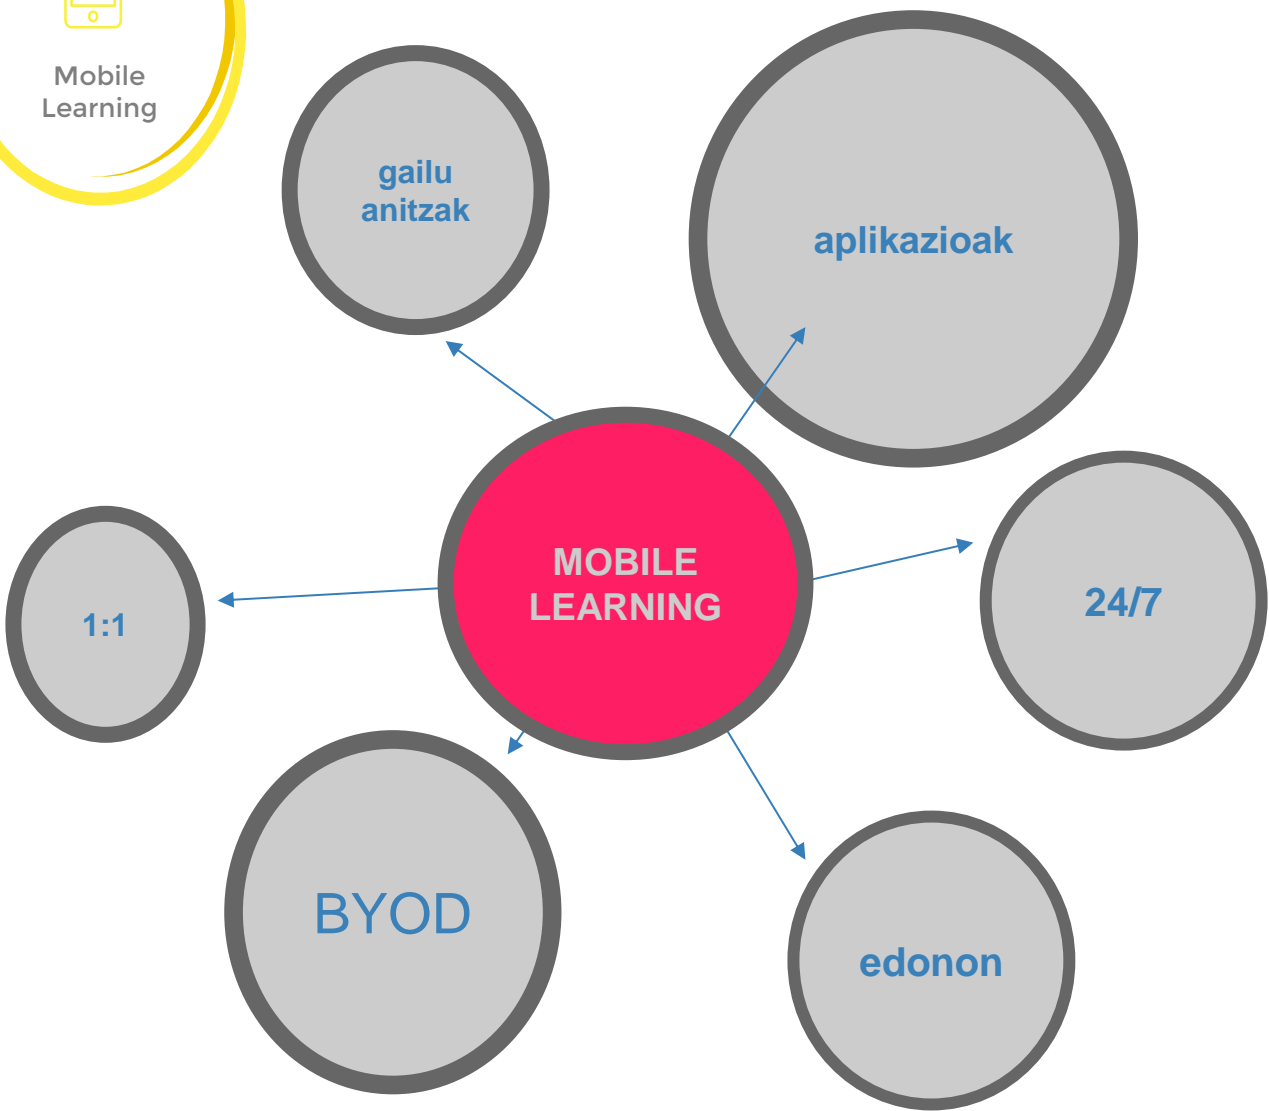 Mobile
Learning
gailu
anitzak
aplikazioak
MOBILE
LEARNING
1:1
24/7
BYOD
edonon